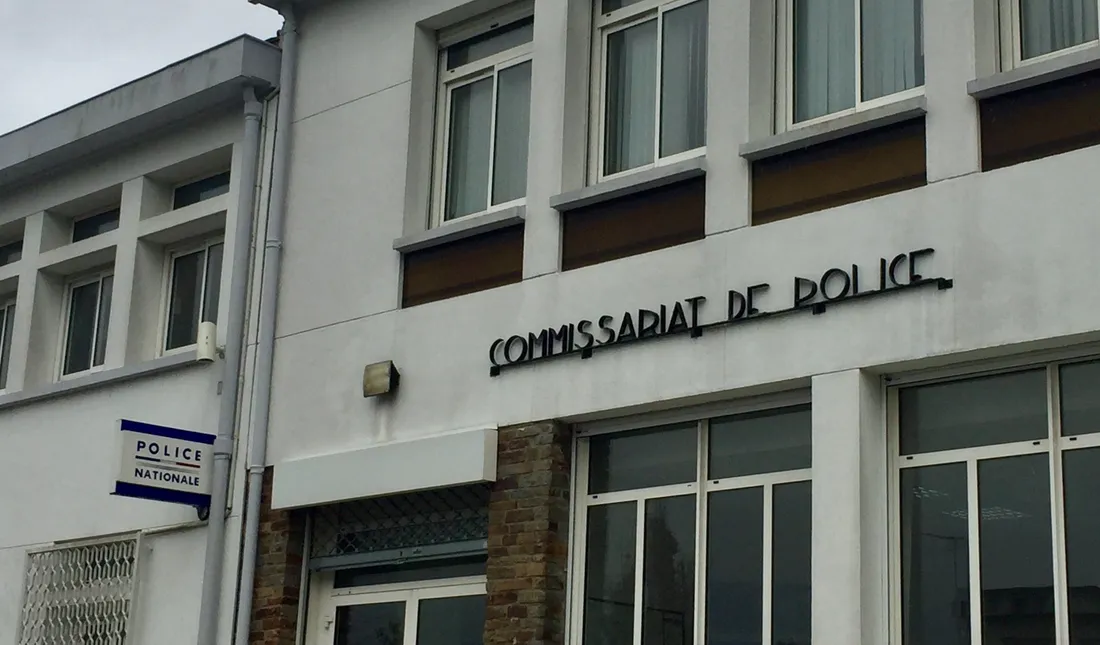 COMMISSARIAT DE POLICE
POLICE
NATIONALE